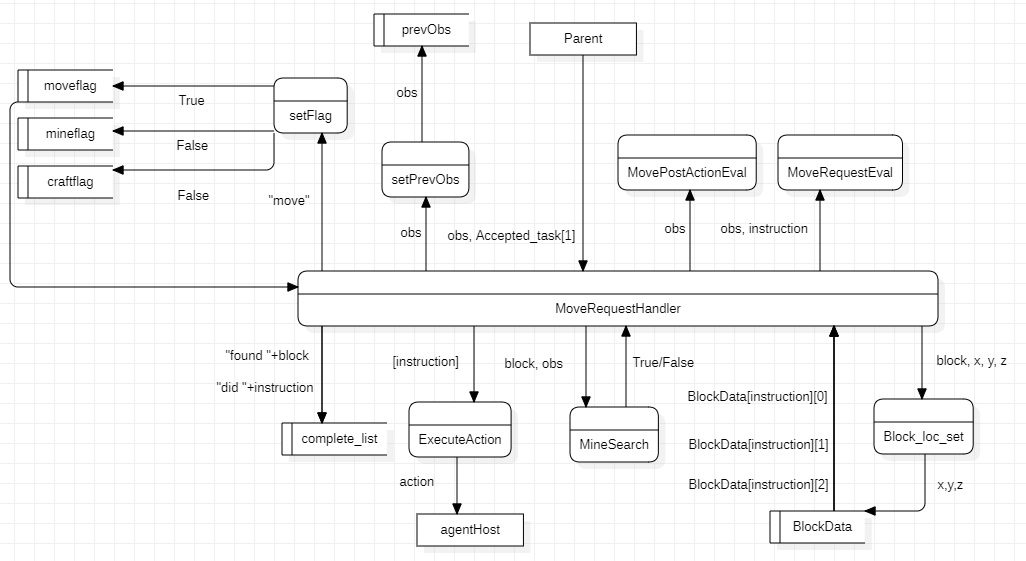 prevObs
Parent
moveflag
True
setFlag
obs
mineflag
False
craftflag
False
"move"
setPrevObs
obs
obs, Accepted_task[1]
MovePostActionEval
MoveRequestEval
obs
obs, instruction
MoveRequestHandler
"found "+block
"did "+instruction
[instruction]
block, obs
True/False
BlockData[instruction][0]
BlockData[instruction][1]
BlockData[instruction][2]
block, x, y, z
complete_list
ExecuteAction
MineSearch
Block_loc_set
action
x,y,z
agentHost
BlockData